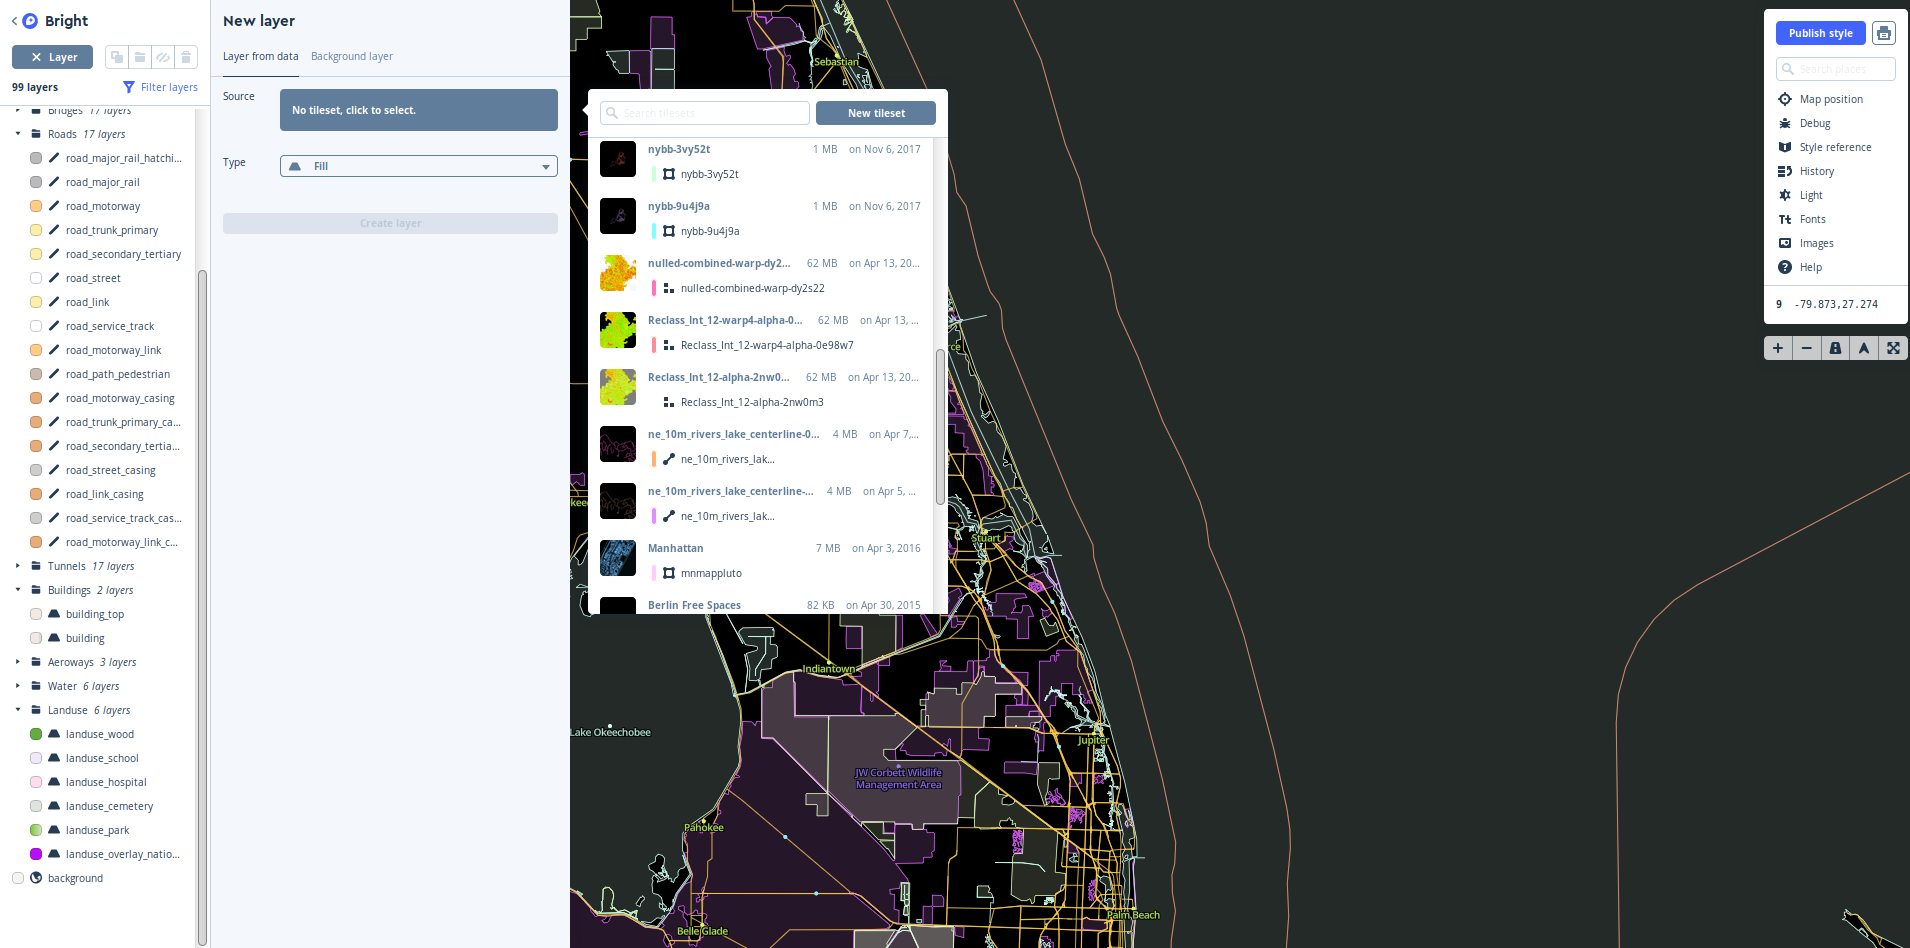 Bright
Layer
99 layers
Filter layers
Bridges 17 layers
Roads 17 layers
road_major_rail_hatchi...
road_major_rail
road_motorway
road_trunk_primary
road_secondary_tertiary
road_street
road_link
road_service_track
road_motorway_link
road_path_pedestrian
road_motorway_casing
road_trunk_primary_ca...
road_secondary_tertia...
road_street_casing
road_link_casing
road_service_track_cas...
road_motorway_link_c...
Tunnels 17 layers
Buildings 2 layers
building_top
building
Aeroways 3 layers
Water 6 layers
Landuse 6 layers
landuse_wood
landuse_school
landuse_hospital
landuse_cemetery
landuse_park
landuse_overlay_natio...
background
New layer
Layer from data Background layer
Source
No tileset, click to select.
Type
Fill
Create layer
Search tilesets
New tileset
nybb-3vy52t 1 MB on Nov 6, 2017
nybb-3vy52t
nybb-9u4j9a 1 MB on Nov 6, 2017
nybb-9u4j9a
nulled-combined-warp-dy2... 62 MB on Apr 13, 20...
nulled-combined-warp-dy2s22
Reclass_Int_12-warp4-alpha-0... 62 MB on Apr 13, ...
Reclass_Int_12-warp4-alpha-0e98w7
Reclass_Int_12-alpha-2nw0... 62 MB on Apr 13, 20...
Reclass_Int_12-alpha-2nw0m3
ne_10m_rivers_lake_centerline-0... 4 MB on Apr 7,...
ne_10m_rivers_lak...
ne_10m_rivers_lake_centerline-... 4 MB on Apr 5, ...
ne_10m_rivers_lak...
Manhattan 7 MB on Apr 3, 2016
mnmappluto
Berlin Free Spaces 82 KB on Apr 30, 2015
Sebastian
rce
kee
Stuart
Indiantown
Lake Okeechobee
Jupiter
JW Corbett Wildlife
Management Area
Pahokee
Palm Beach
Belle Glade
Publish style
Search places
Map position
Debug
Style reference
History
Light
Fonts
Images
Help
9 -79.873,27.274